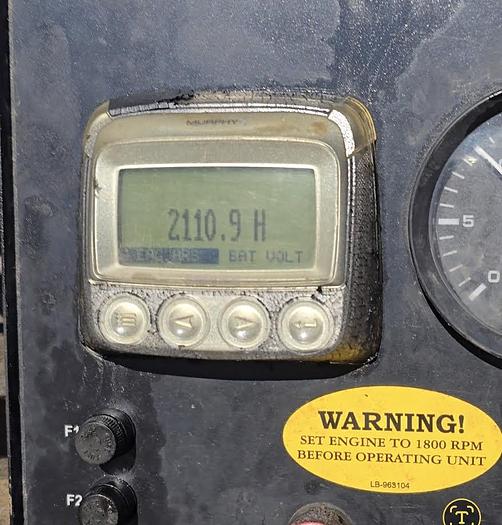 MURPHY
2110.9 H
BAT VOLT
5
0
F1
WARNING!
SET ENGINE TO 1800 RPM
BEFORE OPERATING UNIT
LB-963104
F2
T